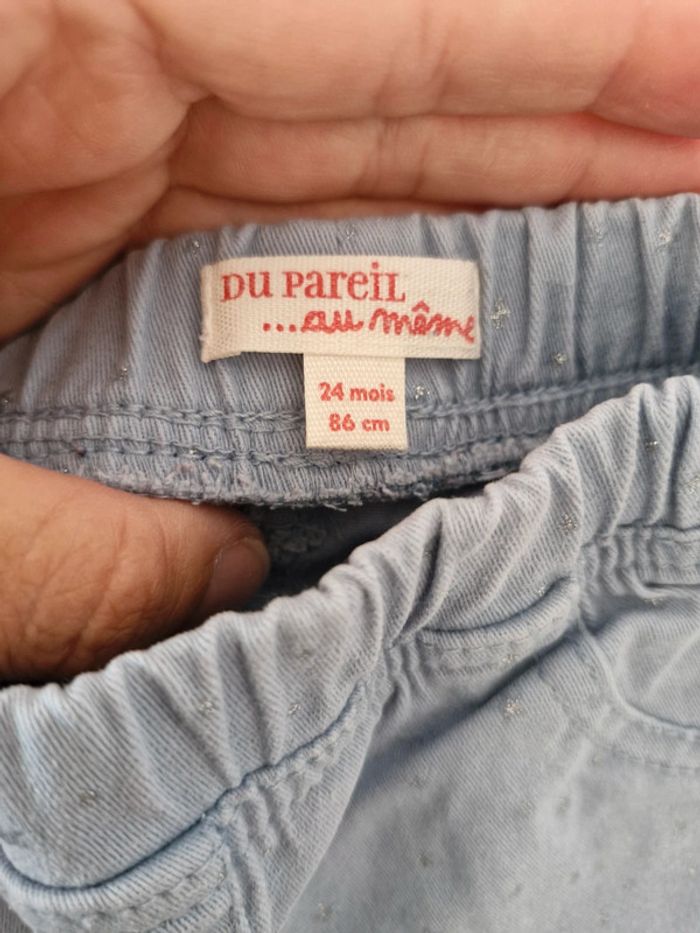 DU PareiL
...au même
24 mois
86 cm